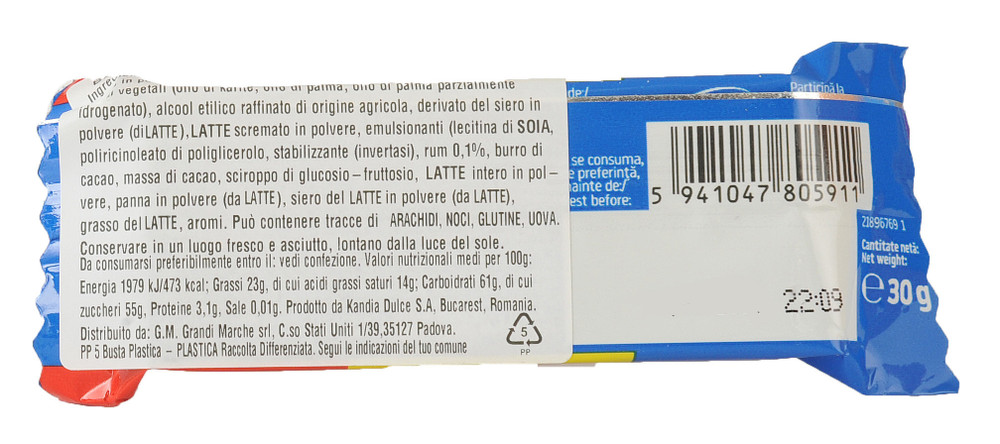 Ingre
vegetali (olio di karité, olio di palma, olio di palma parzialmente
idrogenato), alcool etilico raffinato di origine agricola, derivato del siero in
polvere (diLATTE).LATTE scremato in polvere, emulsionanti (lecitina di SOIA,
poliricinoleato di poliglicerolo, stabilizzante (invertasi), rum 0,1%, burro di
cacao, massa di cacao, sciroppo di glucosio–fruttosio, LATTE intero in pol–
vere, panna in polvere (da LATTE), siero del LATTE in polvere (da LATTE),
grasso del LATTE, aromi. Può contenere tracce di ARACHIDI, NOCI, GLUTINE, UOVA.
Conservare in un luogo fresco e asciutto, lontano dalla luce del sole.
Da consumarsi preferibilmente entro il: vedi confezione. Valori nutrizionali medi per 100g:
Energia 1979 kJ/473 kcal; Grassi 23g, di cui acidi grassi saturi 14g; Carboidrati 61g, di cui
zuccheri 55g, Proteine 3,1g, Sale 0,01g. Prodotto da Kandia Dulce S.A, Bucarest, Romania.
Distribuito da: G.M. Grandi Marche srl, C.so Stati Uniti 1/39,35127 Padova.
PP 5 Busta Plastica – PLASTICA Raccolta Differenziata. Segui le indicazioni del tuo comune
5
PP
de:/
Participă la
se consuma,
e preferință,
ainte de:/
est before:
5 941047 805911
21896769 1
Cantitate netă:
Net weight:
℮ 30 g
22:09